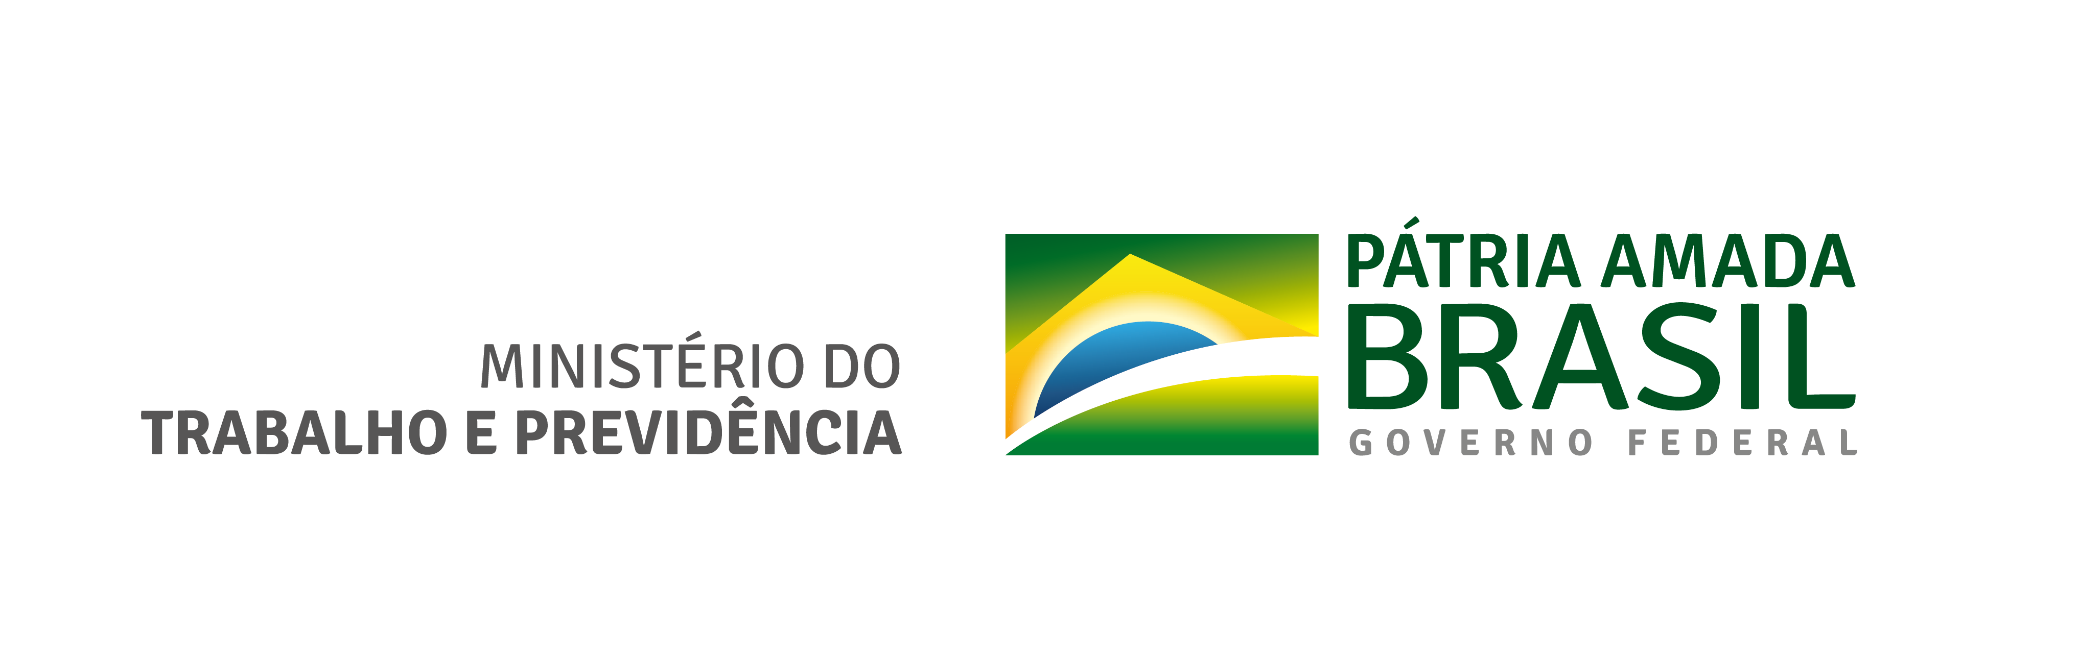 MINISTÉRIO DO
TRABALHO E PREVIDÊNCIA
PÁTRIA AMADA
BRASIL
GOVERNO FEDERAL